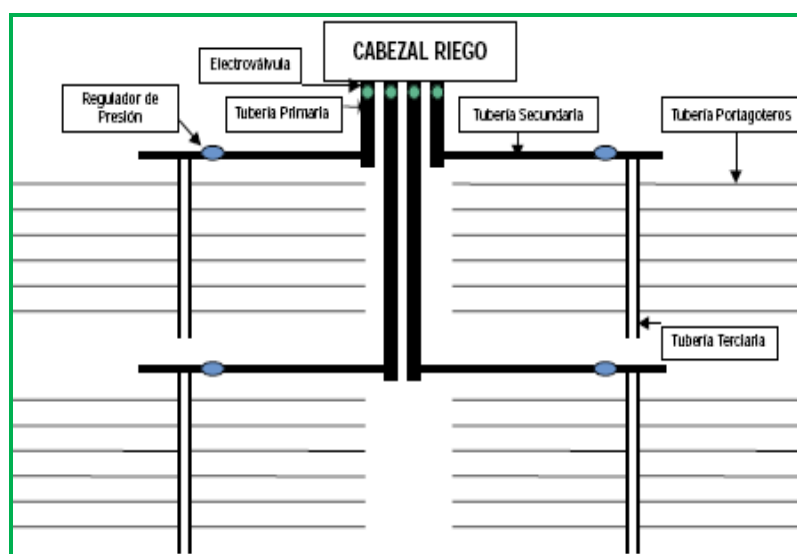 CABEZAL RIEGO
Electroválvula
Regulador de
Presión
Tubería Primaria
Tubería Secundaria
Tubería Portagoteros
Tubería Terciaria